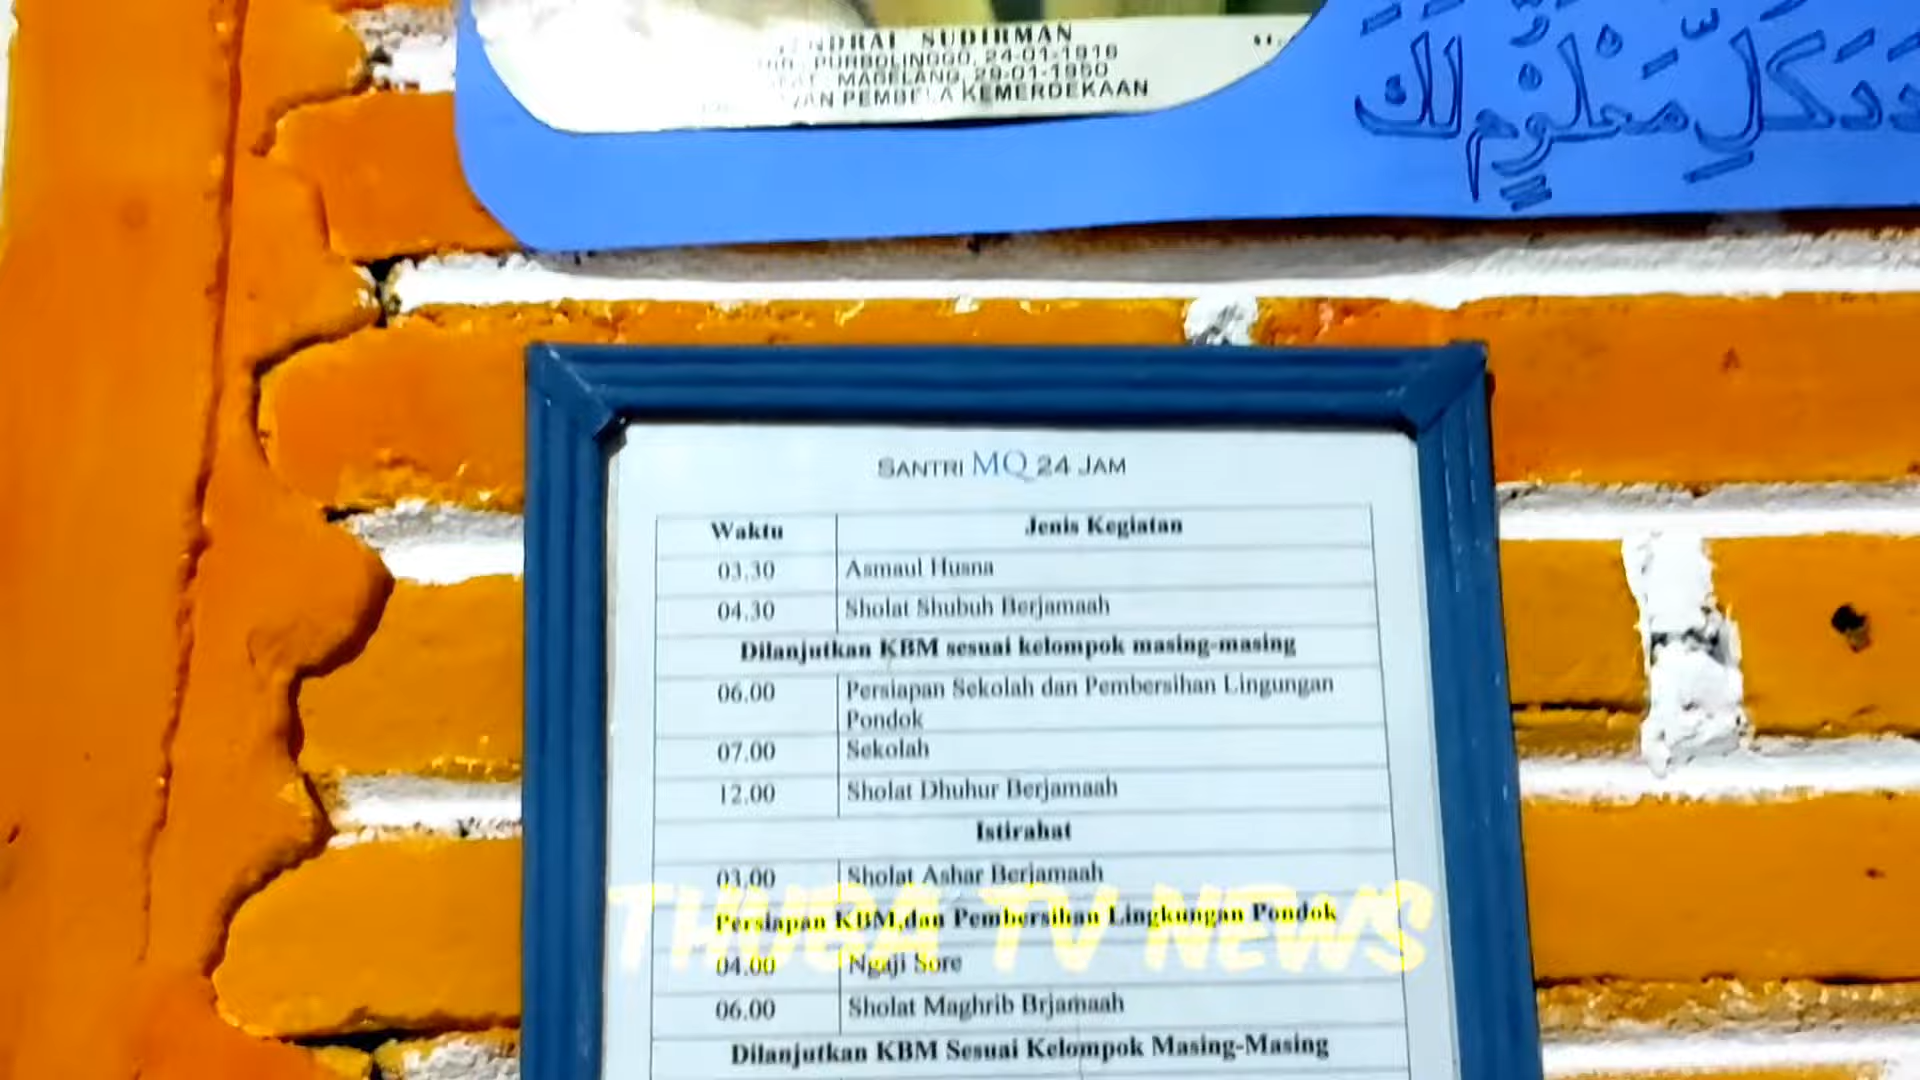 SUDIRMAN
PURBOLINGGO, 24-01-1916
MAGELANG, 29-01-1950
PEMBELA KEMERDEKAAN
SANTRI MQ 24 JAM
Waktu Jenis Kegiatan
03.30 Asmaul Husna
04.30 Sholat Shubuh Berjamaah
Dilanjutkan KBM sesuai kelompok masing-masing
06.00 Persiapan Sekolah dan Pembersihan Lingungan
Pondok
07.00 Sekolah
12.00 Sholat Dhuhur Berjamaah
Istirahat
03.00 Sholat Ashar Berjamaah
Persiapan KBM,dan Pembersihan Lingkungan Pondok
THUBA TV NEWS
04.00 Ngaji Sore
06.00 Sholat Maghrib Brjamaah
Dilanjutkan KBM Sesuai Kelompok Masing-Masing